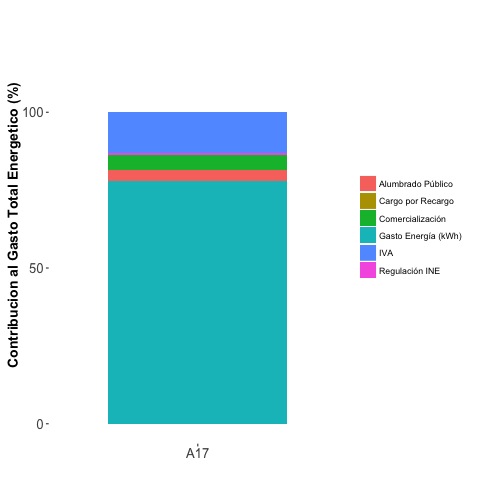 Contribucion al Gasto Total Energetico (%)
100
50
0
A17
Alumbrado Público
Cargo por Recargo
Comercialización
Gasto Energía (kWh)
IVA
Regulación INE